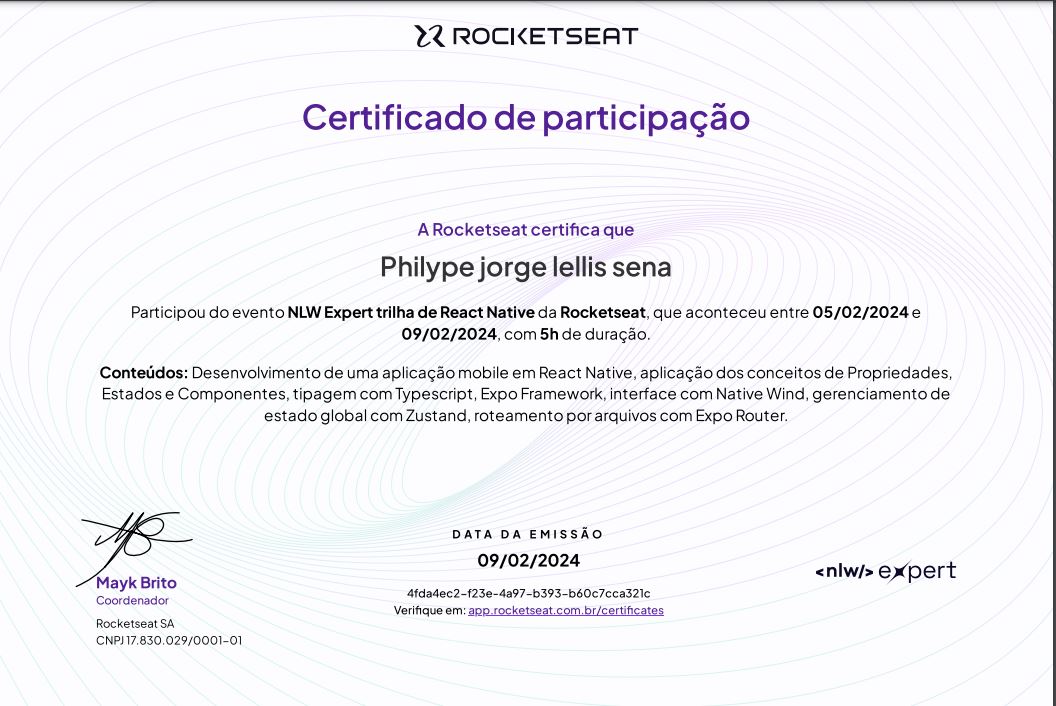 ROCKETSEAT
Certificado de participação
A Rocketseat certifica que
Philype jorge lellis sena
Participou do evento NLW Expert trilha de React Native da Rocketseat, que aconteceu entre 05/02/2024 e
09/02/2024, com 5h de duração.
Conteúdos: Desenvolvimento de uma aplicação mobile em React Native, aplicação dos conceitos de Propriedades,
Estados e Componentes, tipagem com Typescript, Expo Framework, interface com Native Wind, gerenciamento de
estado global com Zustand, roteamento por arquivos com Expo Router.
Mayk Brito
Coordenador
Rocketseat SA
CNPJ 17.830.029/0001-01
DATA DA EMISSÃO
09/02/2024
4fda4ec2-f23e-4a97-b393-b60c7cca321c
Verifique em: app.rocketseat.com.br/certificates
<nlw/> expert